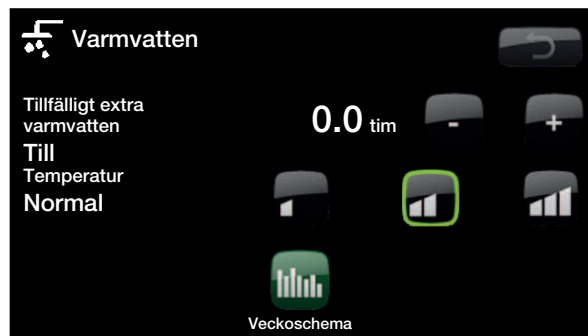 Varmvatten
Tillfälligt extra
varmvatten
0.0 tim
-
+
Till
Temperatur
Normal
Veckoschema